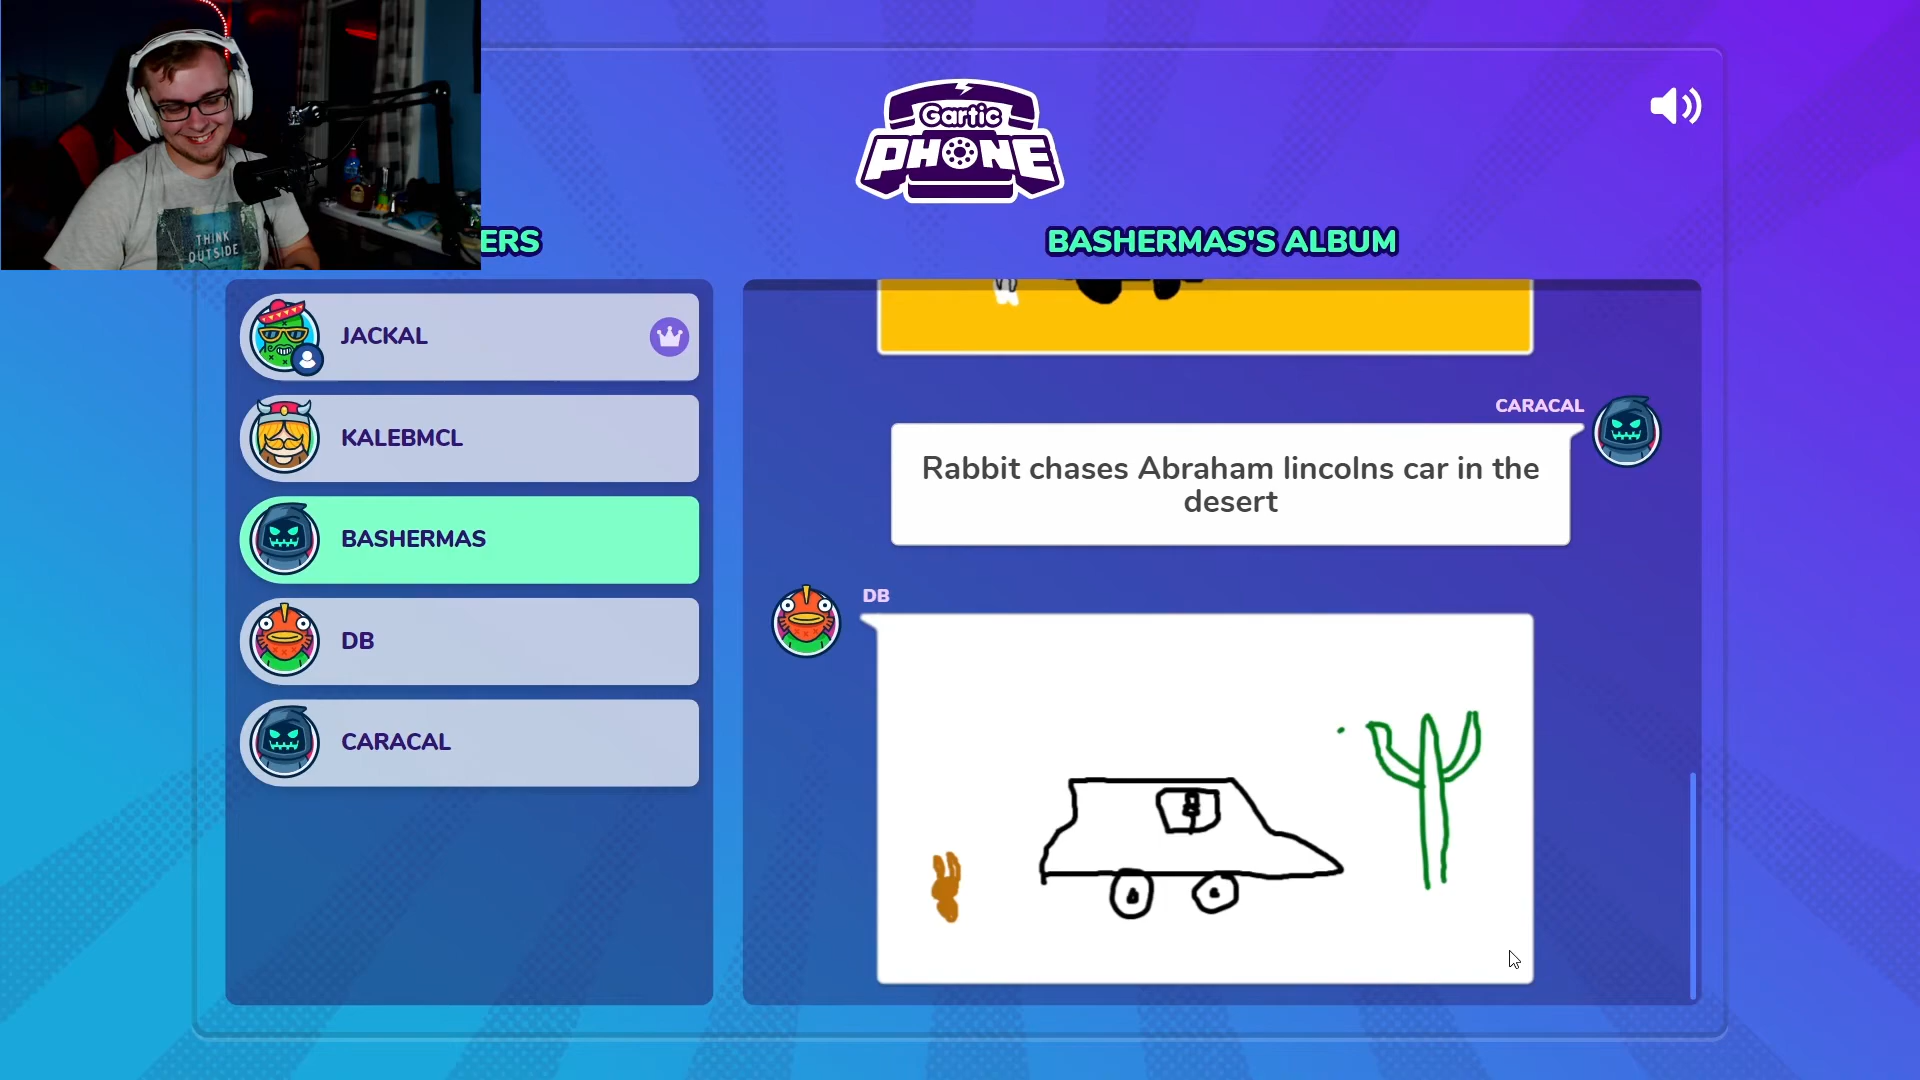 THINK
OUTSIDE
Gartic
PHONE
ERS
BASHERMAS'S ALBUM
JACKAL
KALEBMCL
BASHERMAS
DB
CARACAL
CARACAL
Rabbit chases Abraham lincolns car in the
desert
DB